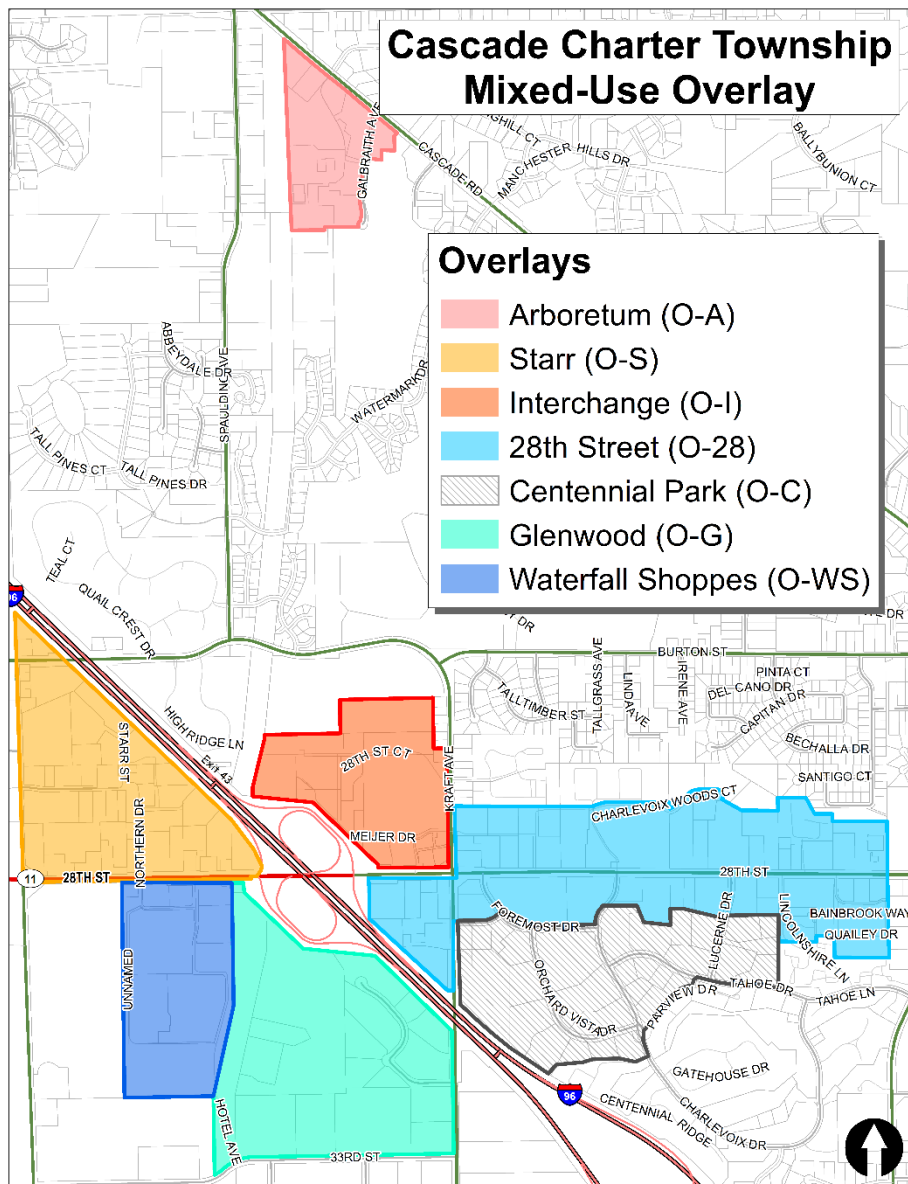 Cascade Charter Township
Mixed-Use Overlay
GALBRAITH AVE
CASCADE RD
MANCHESTER HILLS DR
BALLYBUNION CT
Overlays
Arboretum (O-A)
Starr (O-S)
Interchange (O-I)
28th Street (O-28)
Centennial Park (O-C)
Glenwood (O-G)
Waterfall Shoppes (O-WS)
ABBEYDALE DR
SPAULDING AVE
WATERMARK DR
TALL PINES CT
TALL PINES DR
TEAL CT
QUAIL CREST DR
HIGH RIDGE LN
Exit 43
BURTON ST
TALLTIMBER ST
TALLGRASS AVE
LINDA AVE
IRENE AVE
PINTA CT
DEL CANO DR
CAPITAN DR
BECHALLA DR
SANTIGO CT
STARR ST
NORTHERN DR
28TH ST CT
MEIJER DR
KRAFT AVE
CHARLEVOIX WOODS CT
11
28TH ST
28TH ST
FOREMOST DR
LUCERNE DR
LINCOLNSHIRE LN
BAINBROOK WAY
QUAILEY DR
UNNAMED
ORCHARD VISTA DR
PARVIEW DR
TAHOE DR
TAHOE LN
GATEHOUSE DR
CHARLEVOIX DR
CENTENNIAL RIDGE
96
HOTEL AVE
33RD ST